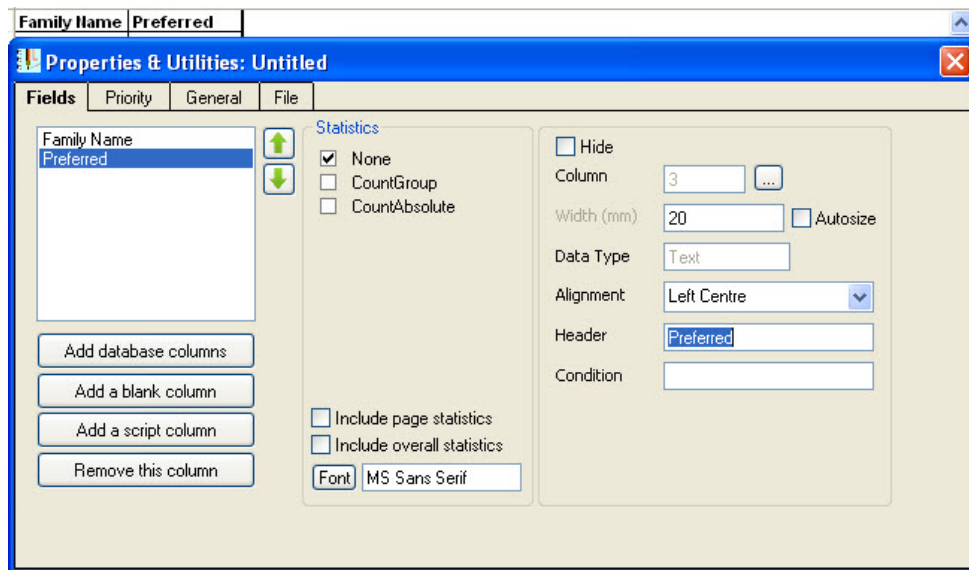 Family Name Preferred
Properties & Utilities: Untitled
Fields Priority General File
Family Name
Preferred
Add database columns
Add a blank column
Add a script column
Remove this column
Statistics
None
CountGroup
CountAbsolute
Include page statistics
Include overall statistics
Font MS Sans Serif
Hide
Column 3 ...
Width (mm) 20 Autosize
Data Type Text
Alignment Left Centre
Header Preferred
Condition